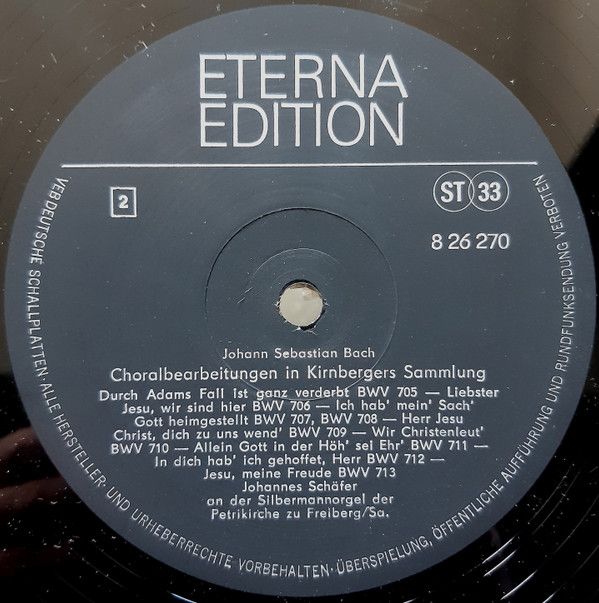 ETERNA
EDITION
2
ST 33
8 26 270
Johann Sebastian Bach
Choralbearbeitungen in Kirnbergers Sammlung
Durch Adams Fall ist ganz verderbt BWV 705 — Liebster
Jesu, wir sind hier BWV 706 — Ich hab' mein' Sach'
Gott heimgestellt BWV 707, BWV 708 — Herr Jesu
Christ, dich zu uns wend' BWV 709 — Wir Christenleut'
BWV 710 — Allein Gott in der Höh' sei Ehr' BWV 711 —
In dich hab' ich gehoffet, Herr BWV 712 —
Jesu, meine Freude BWV 713
Johannes Schäfer
an der Silbermannorgel der
Petrikirche zu Freiberg/Sa.
VEB DEUTSCHE SCHALLPLATTEN · ALLE HERSTELLER- UND URHEBERRECHTE VORBEHALTEN · ÜBERSPIELUNG, ÖFFENTLICHE AUFFÜHRUNG UND RUNDFUNKSENDUNG VERBOTEN